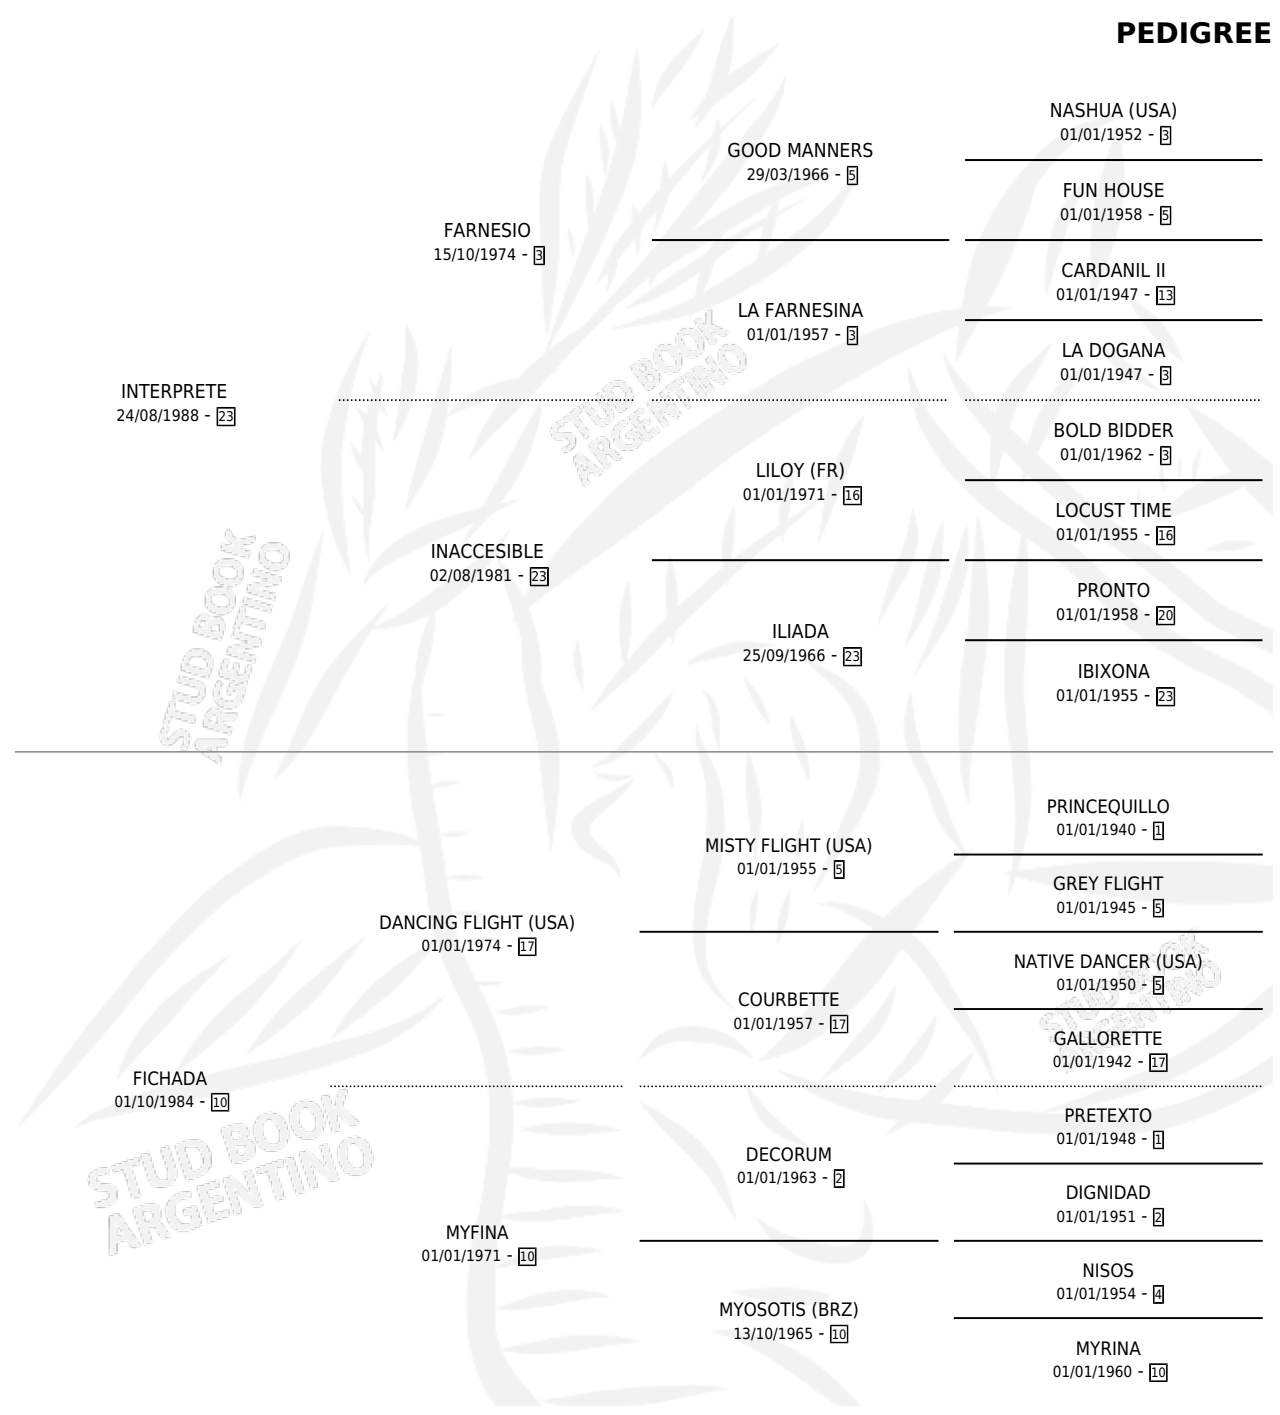 PEDIGREE
NASHUA (USA)
01/01/1952 - 3
GOOD MANNERS
29/03/1966 - 5
FUN HOUSE
01/01/1958 - 5
FARNESIO
15/10/1974 - 3
CARDANIL II
01/01/1947 - 13
LA FARNESINA
01/01/1957 - 3
LA DOGANA
01/01/1947 - 3
INTERPRETE
24/08/1988 - 23
BOLD BIDDER
01/01/1962 - 3
LILOY (FR)
01/01/1971 - 16
LOCUST TIME
01/01/1955 - 16
INACCESIBLE
02/08/1981 - 23
PRONTO
01/01/1958 - 20
ILIADA
25/09/1966 - 23
IBIXONA
01/01/1955 - 23
PRINCEQUILLO
01/01/1940 - 1
MISTY FLIGHT (USA)
01/01/1955 - 5
GREY FLIGHT
01/01/1945 - 5
DANCING FLIGHT (USA)
01/01/1974 - 17
NATIVE DANCER (USA)
01/01/1950 - 5
COURBETTE
01/01/1957 - 17
GALLORETTE
01/01/1942 - 17
FICHADA
01/10/1984 - 10
PRETEXTO
01/01/1948 - 1
DECORUM
01/01/1963 - 2
DIGNIDAD
01/01/1951 - 2
MYFINA
01/01/1971 - 10
NISOS
01/01/1954 - 4
MYOSOTIS (BRZ)
13/10/1965 - 10
MYRINA
01/01/1960 - 10
STUD BOOK
ARGENTINO
STUD BOOK
ARGENTINO
STUD BOOK
ARGENTINO
STUD BOOK
ARGENTINO